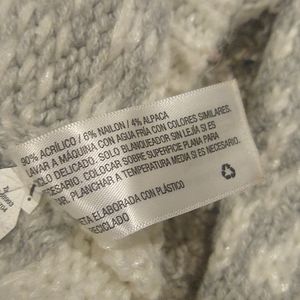 90% ACRÍLICO / 6% NAILON / 4% ALPACA
LAVAR A MÁQUINA CON AGUA FRÍA CON COLORES SIMILARES.
SOLO DELICADO. SOLO BLANQUEADOR SIN LEJÍA SI ES
NECESARIO. COLOCAR SOBRE SUPERFICIE PLANA PARA
SECAR. PLANCHAR A TEMPERATURA MEDIA SI ES NECESARIO.
ETA ELABORADA CON PLÁSTICO
RECICLADO